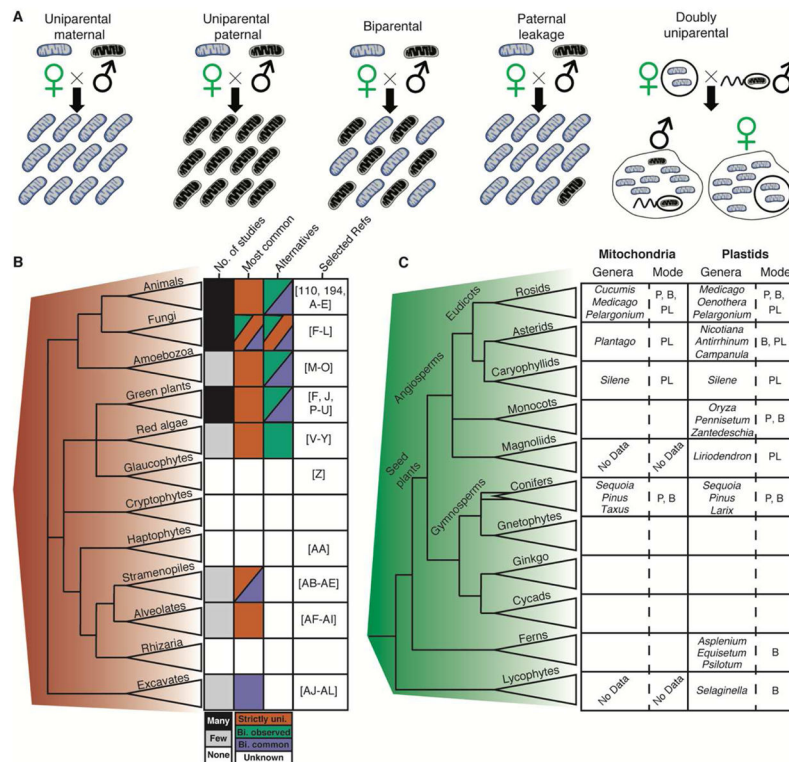 A
Uniparental
maternal
Uniparental
paternal
Biparental
Paternal
leakage
Doubly
uniparental
B
No. of studies
Most common
Alternatives
Selected Refs
Animals
[110, 194,
A-E]
Fungi
[F-L]
Amoebozoa
[M-O]
Green plants
[F, J,
P-U]
Red algae
[V-Y]
Glaucophytes
[Z]
Cryptophytes
Haptophytes
[AA]
Stramenopiles
[AB-AE]
Alveolates
[AF-AI]
Rhizaria
Excavates
[AJ-AL]
Many
Few
None
Strictly uni.
Bi. observed
Bi. common
Unknown
C
Mitochondria
Plastids
Genera
Mode
Genera
Mode
Seed
plants
Angiosperms
Eudicots
Gymnosperms
Rosids
Cucumis
Medicago
Pelargonium
P, B,
PL
Medicago
Oenothera
Pelargonium
P, B,
PL
Asterids
Plantago
PL
Nicotiana
Antirrhinum
Campanula
B, PL
Caryophyllids
Silene
PL
Silene
PL
Monocots
Oryza
Pennisetum
Zantedeschia
P, B
Magnoliids
No Data
No Data
Liriodendron
PL
Conifers
Sequoia
Pinus
Taxus
P, B
Sequoia
Pinus
Larix
P, B
Gnetophytes
Ginkgo
Cycads
Ferns
Asplenium
Equisetum
Psilotum
B
Lycophytes
No Data
No Data
Selaginella
B